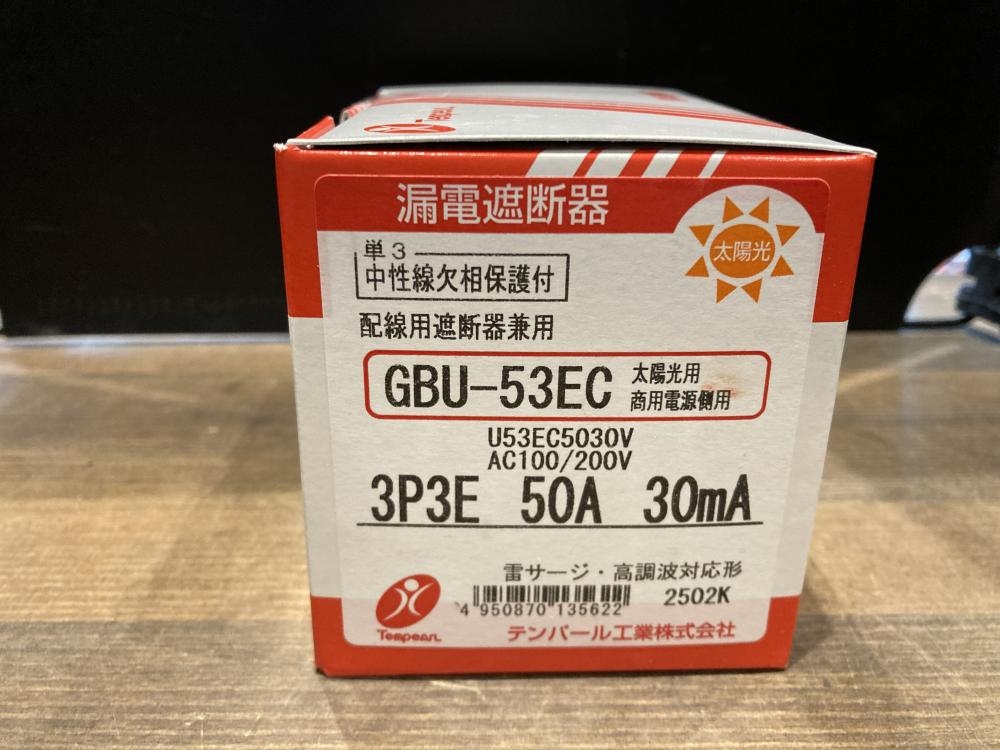 Tempearl
漏電遮断器
太陽光
単3
中性線欠相保護付
配線用遮断器兼用
GBU-53EC
太陽光用
商用電源側用
U53EC5030V
AC100/200V
3P3E 50A 30mA
雷サージ・高調波対応形
4 950870 135622
2502K
Tempearl
テンパール工業株式会社